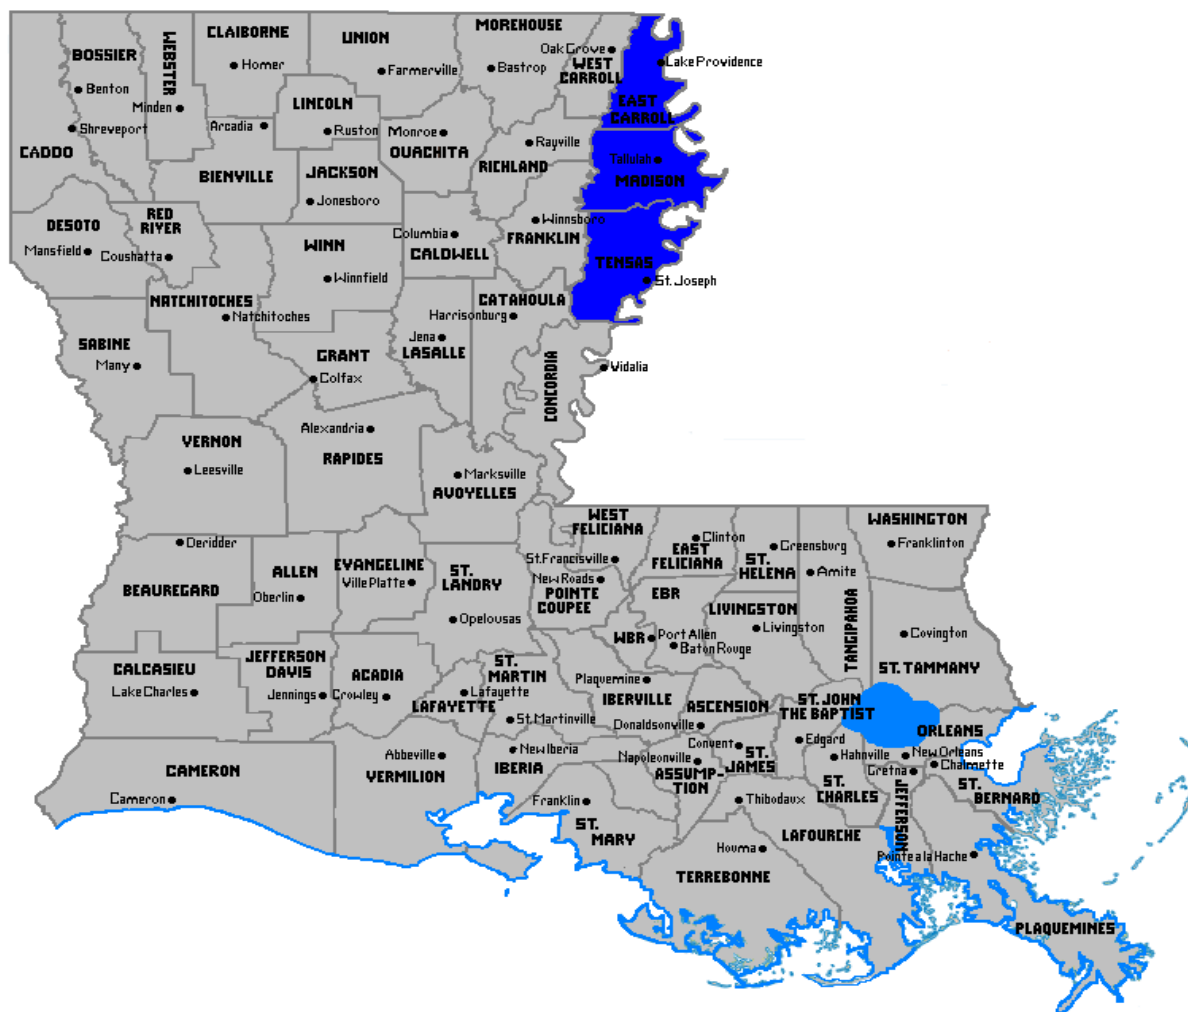 MOREHOUSE
CLAIBORNE
UNION
BOSSIER
WEBSTER
Oak Grove
WEST
CARROLL
Homer
Farmerville
Bastrop
Lake Providence
Benton
Minden
LINCOLN
EAST
CARROLL
Shreveport
Arcadia
Ruston
Monroe
OUACHITA
Rayville
CADDO
RICHLAND
Tallulah
MADISON
BIENVILLE
JACKSON
Jonesboro
RED
RIVER
DESOTO
Winnsboro
FRANKLIN
Columbia
CALDWELL
WINN
Mansfield
Coushatta
TENSAS
Winnfield
St. Joseph
NATCHITOCHES
Natchitoches
CATAHOULA
Harrisonburg
SABINE
Many
GRANT
Jena
LASALLE
Colfax
CONCORDIA
Vidalia
VERNON
Leesville
Alexandria
RAPIDES
Marksville
AVOYELLES
WEST
FELICIANA
WASHINGTON
Franklinton
Deridder
Clinton
EAST
FELICIANA
Greensburg
ST.
HELENA
St. Francisville
EVANGELINE
Ville Platte
ST.
LANDRY
ALLEN
Oberlin
BEAUREGARD
New Roads
POINTE
COUPEE
EBR
Amite
TANGIPAHOA
LIVINGSTON
Livingston
Opelousas
WBR
Port Allen
Baton Rouge
Covington
ST. TAMMANY
CALCASIEU
Lake Charles
JEFFERSON
DAVIS
Jennings
ACADIA
Crowley
ST.
MARTIN
Lafayette
LAFAYETTE
St. Martinville
Plaquemine
IBERVILLE
ASCENSION
Donaldsonville
ST. JOHN
THE BAPTIST
ORLEANS
Edgard
Convent
ST.
JAMES
Hahnville
New Orleans
Chalmette
Gretna
Abbeville
VERMILION
New Iberia
IBERIA
Napoleonville
ASSUMP-
TION
CAMERON
Cameron
Franklin
ST.
MARY
Thibodaux
ST.
CHARLES
JEFFERSON
ST.
BERNARD
LAFOURCHE
Houma
TERREBONNE
Pointe a la Hache
PLAQUEMINES